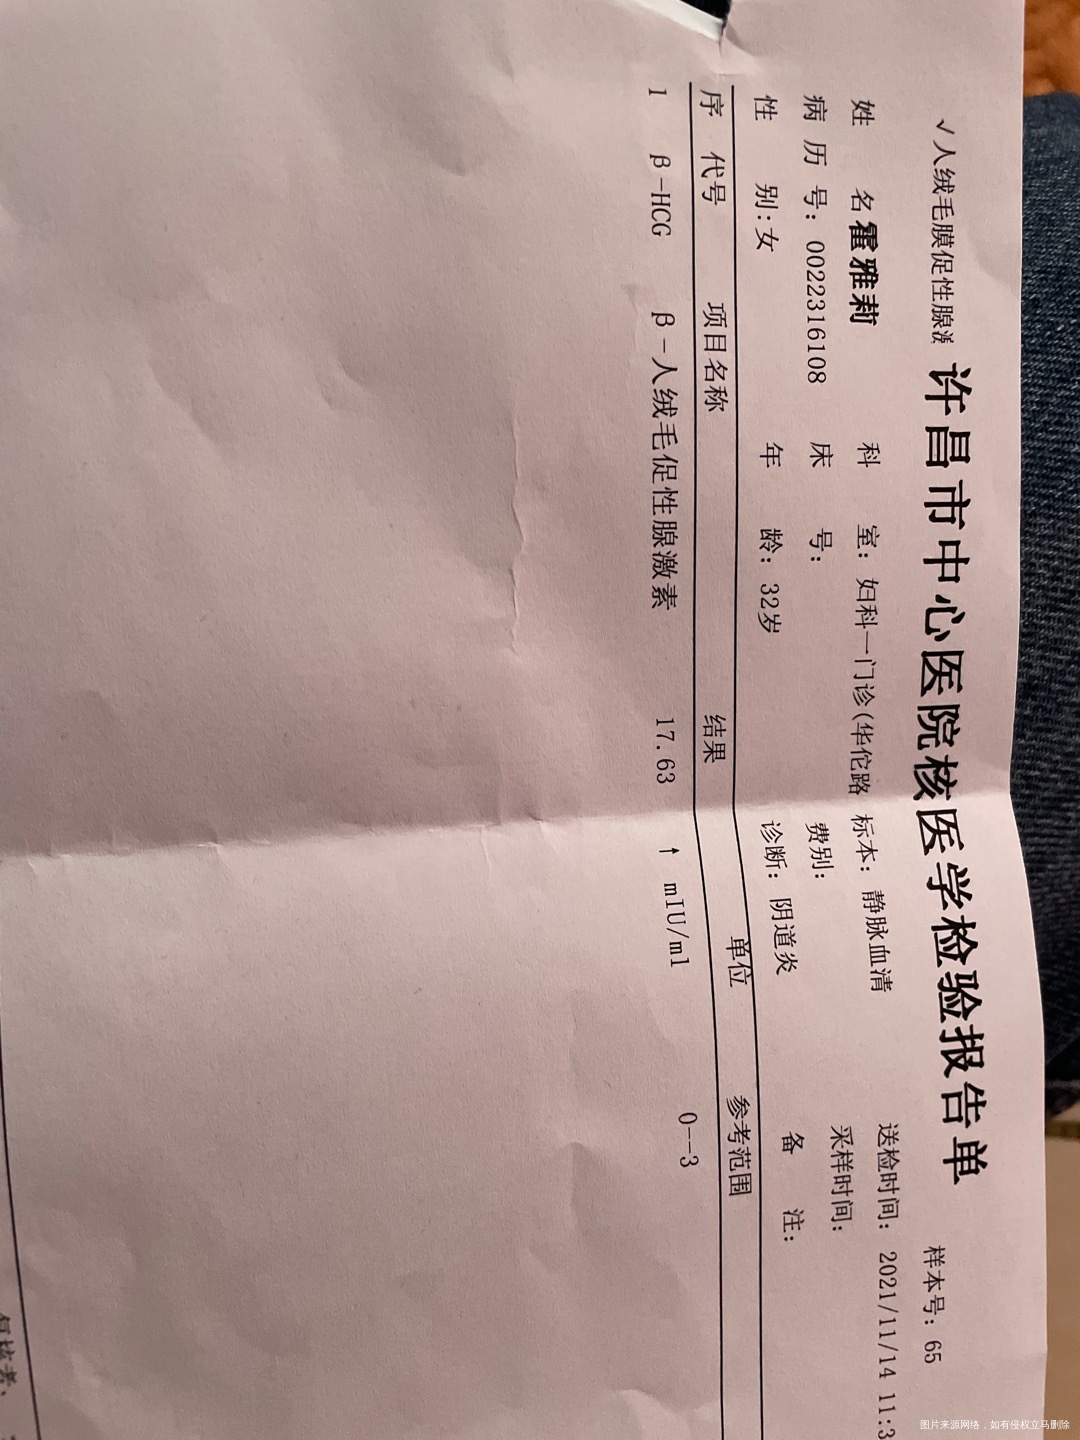 ✓人绒毛膜促性腺
许昌市中心医院核医学检验报告单
样本号: 65
姓 名 霍雅莉 科 室: 妇科一门诊(华佗路 标本: 静脉血清 送检时间: 2021/11/14 11:3
病 历 号: 0022316108 床 号: 费别: 采样时间:
性 别:女 年 龄: 32岁 诊断: 阴道炎 备 注:
序 代号 项目名称 结果 单位 参考范围
1 β-HCG β-人绒毛促性腺激素 17.63 ↑ mIU/ml 0--3
图片来源网络，如有侵权立马删除